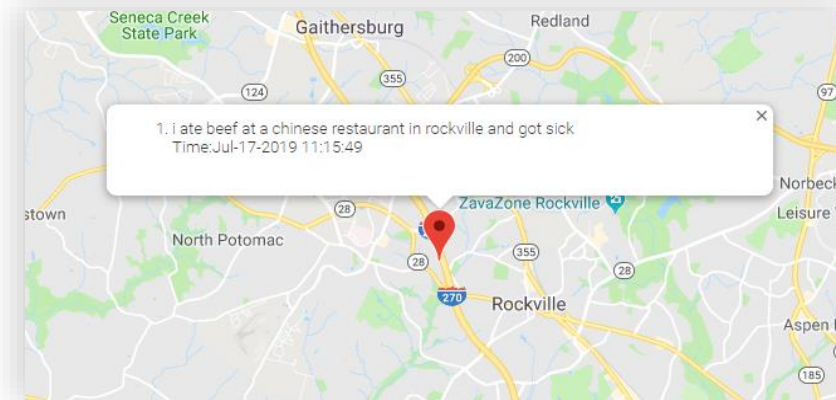 Seneca Creek
State Park
Gaithersburg
Redland
200
355
124
97
1. i ate beef at a chinese restaurant in rockville and got sick
Time:Jul-17-2019 11:15:49
×
Norbeck
Leisure
stown
28
ZavaZone Rockville
North Potomac
28
355
28
270
Rockville
Aspen
185